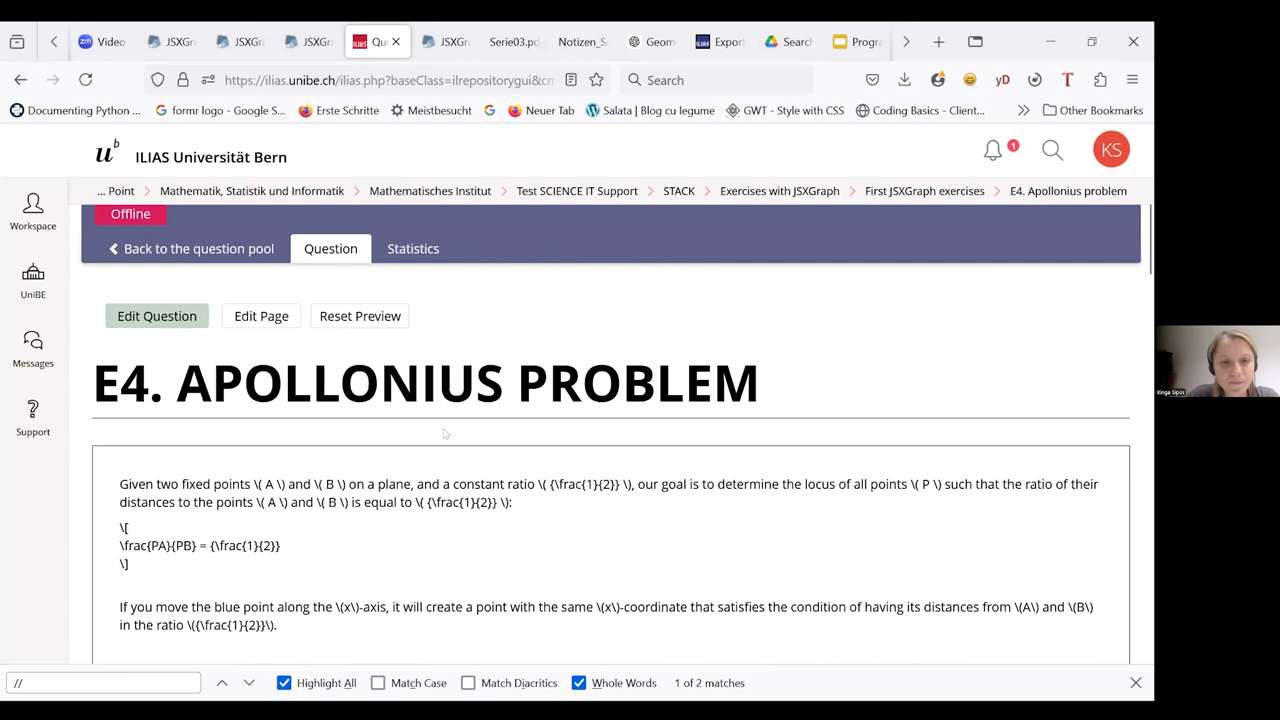 Video
JSXGra
JSXGra
JSXGra
Qu
JSXGra
Serie03.pd
Notizen_S
Geom
Export
Search
Progra
https://ilias.unibe.ch/ilias.php?baseClass=ilrepositorygui&cm
Search
Documenting Python ...
formr logo - Google S...
Erste Schritte
Meistbesucht
Neuer Tab
Salata | Blog cu legume
GWT - Style with CSS
Coding Basics - Client...
Other Bookmarks
u b
ILIAS Universität Bern
1
KS
... Point
Mathematik, Statistik und Informatik
Mathematisches Institut
Test SCIENCE IT Support
STACK
Exercises with JSXGraph
First JSXGraph exercises
E4. Apollonius problem
Workspace
UniBE
Messages
Support
Offline
Back to the question pool
Question
Statistics
Edit Question
Edit Page
Reset Preview
E4. APOLLONIUS PROBLEM
Given two fixed points \( A \) and \( B \) on a plane, and a constant ratio \( {\frac{1}{2}} \), our goal is to determine the locus of all points \( P \) such that the ratio of their
distances to the points \( A \) and \( B \) is equal to \( {\frac{1}{2}} \):
\[
\frac{PA}{PB} = {\frac{1}{2}}
\]
If you move the blue point along the \(x\)-axis, it will create a point with the same \(x\)-coordinate that satisfies the condition of having its distances from \(A\) and \(B\)
in the ratio \({\frac{1}{2}}\).
//
Highlight All
Match Case
Match Diacritics
Whole Words
1 of 2 matches
Kinga Sipos